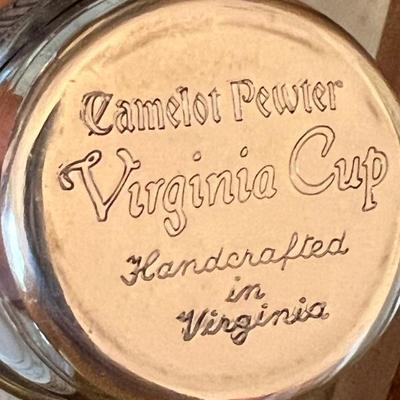 Camelot Pewter
Virginia Cup
Handcrafted
in
Virginia